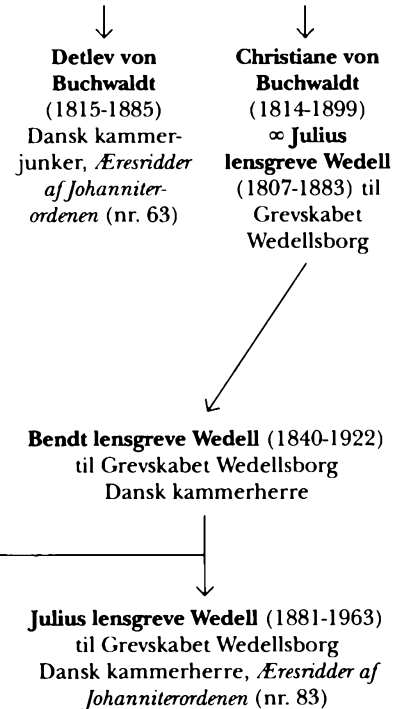 Detlev von
Buchwaldt
(1815-1885)
Dansk kammer-
junker, Æresridder
af Johanniter-
ordenen (nr. 63)
Christiane von
Buchwaldt
(1814-1899)
∞ Julius
lensgreve Wedell
(1807-1883) til
Grevskabet
Wedellsborg
Bendt lensgreve Wedell (1840-1922)
til Grevskabet Wedellsborg
Dansk kammerherre
Julius lensgreve Wedell (1881-1963)
til Grevskabet Wedellsborg
Dansk kammerherre, Æresridder af
Johanniterordenen (nr. 83)